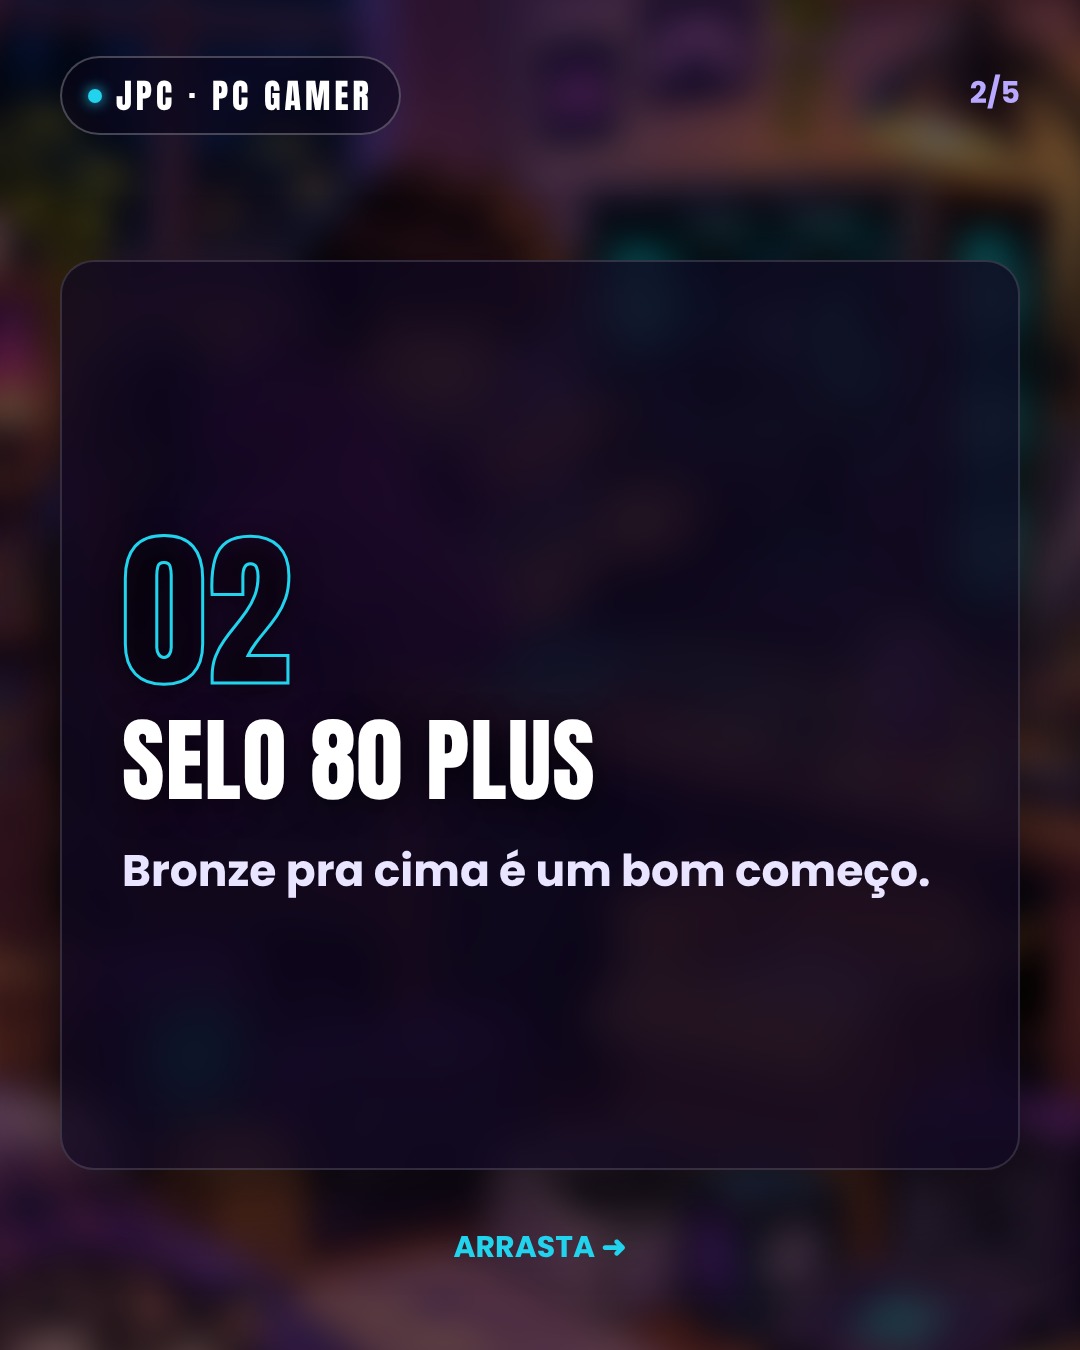 JPC · PC GAMER
2/5
02
SELO 80 PLUS
Bronze pra cima é um bom começo.
ARRASTA ➜